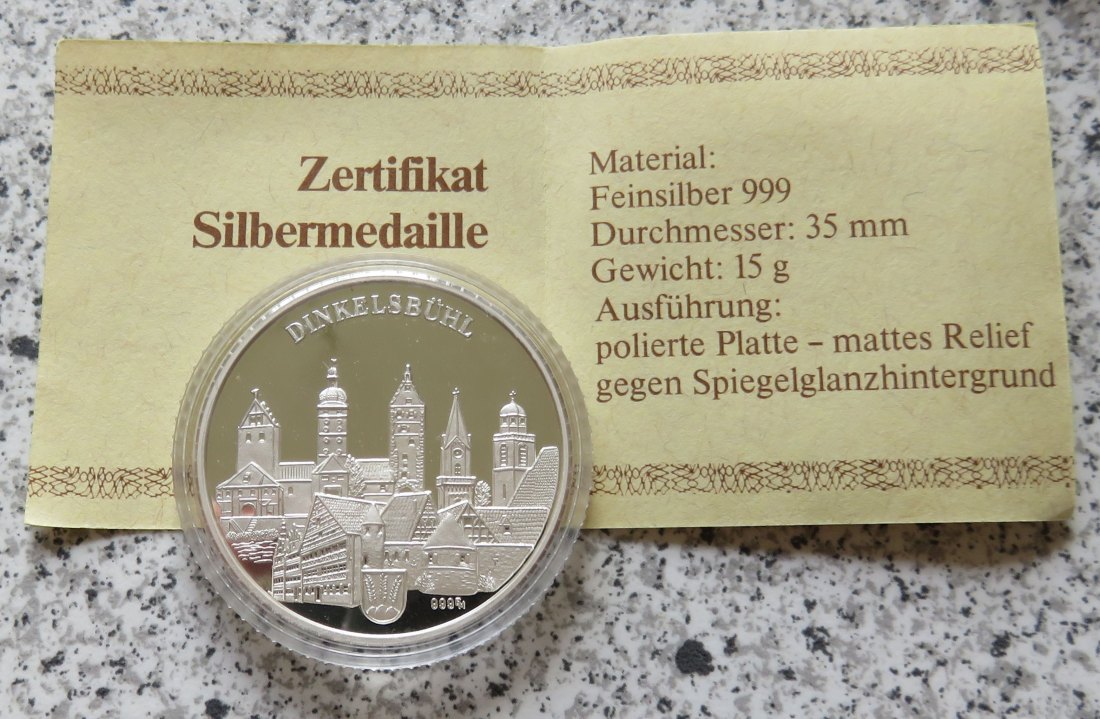 Zertifikat
Silbermedaille
Material:
Feinsilber 999
Durchmesser: 35 mm
Gewicht: 15 g
Ausführung:
polierte Platte – mattes Relief
gegen Spiegelglanzhintergrund
DINKELSBÜHL
999